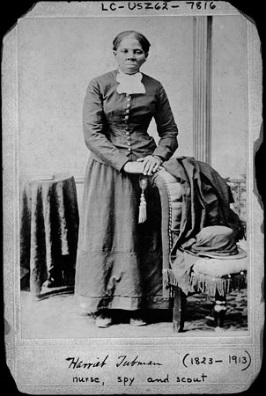 LC-USZ62- 7816
Harriet Tubman (1823 - 1913)
nurse, spy and scout